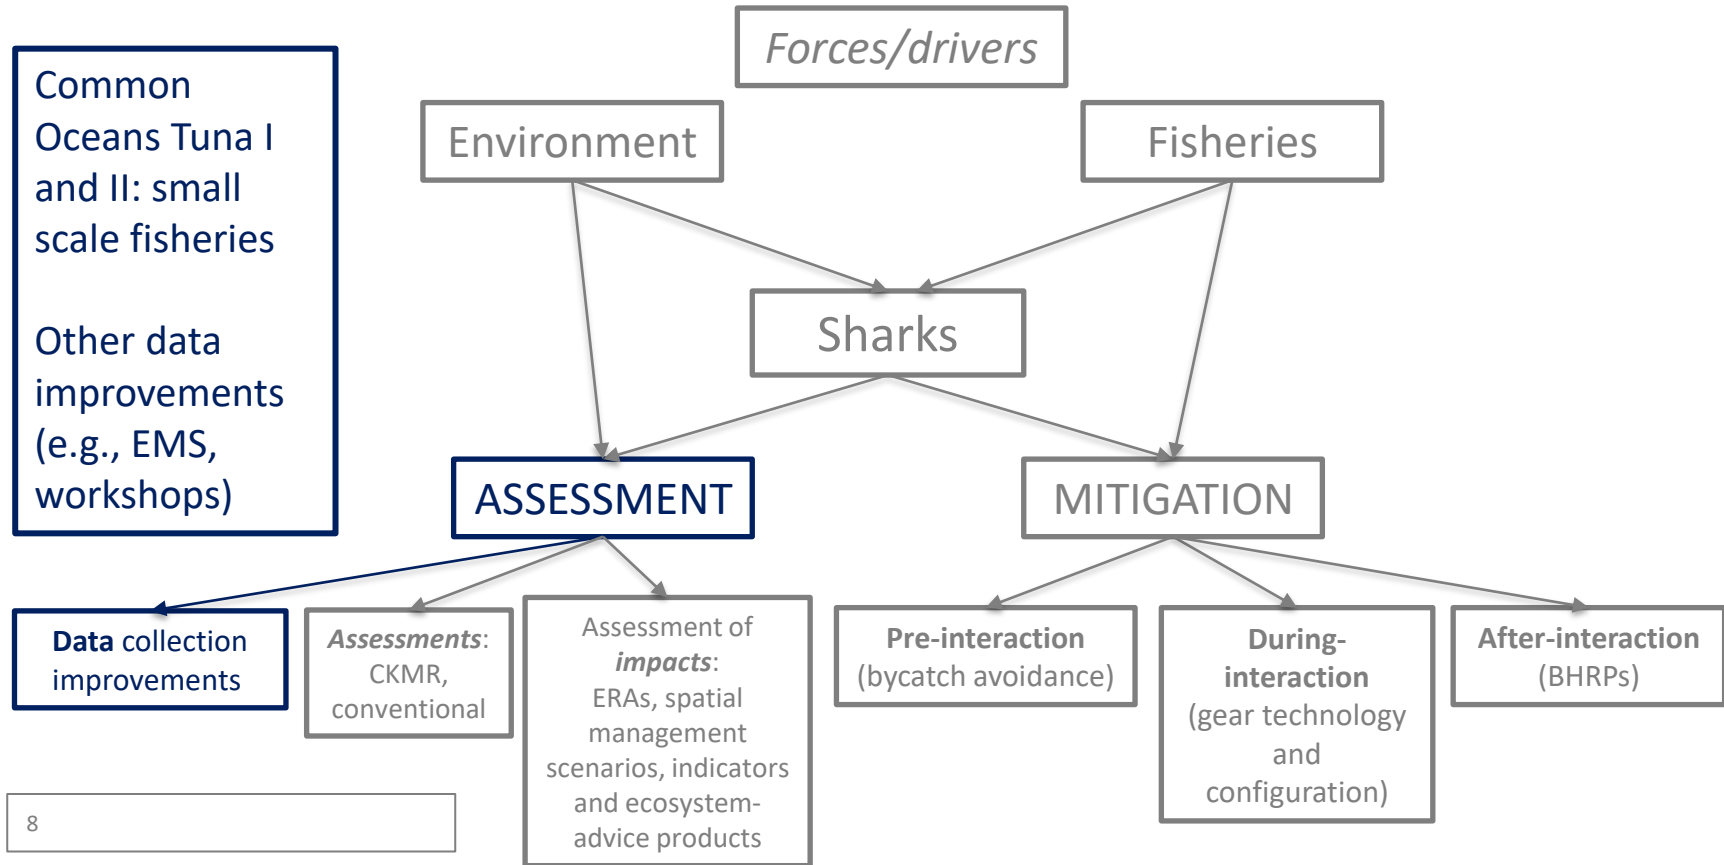 Forces/drivers
Common
Oceans Tuna I
and II: small
scale fisheries
Other data
improvements
(e.g., EMS,
workshops)
Environment
Fisheries
Sharks
ASSESSMENT
MITIGATION
Data collection
improvements
Assessments:
CKMR,
conventional
Assessment of
impacts:
ERAs, spatial
management
scenarios, indicators
and ecosystem-
advice products
Pre-interaction
(bycatch avoidance)
During-
interaction
(gear technology
and
configuration)
After-interaction
(BHRPs)
8